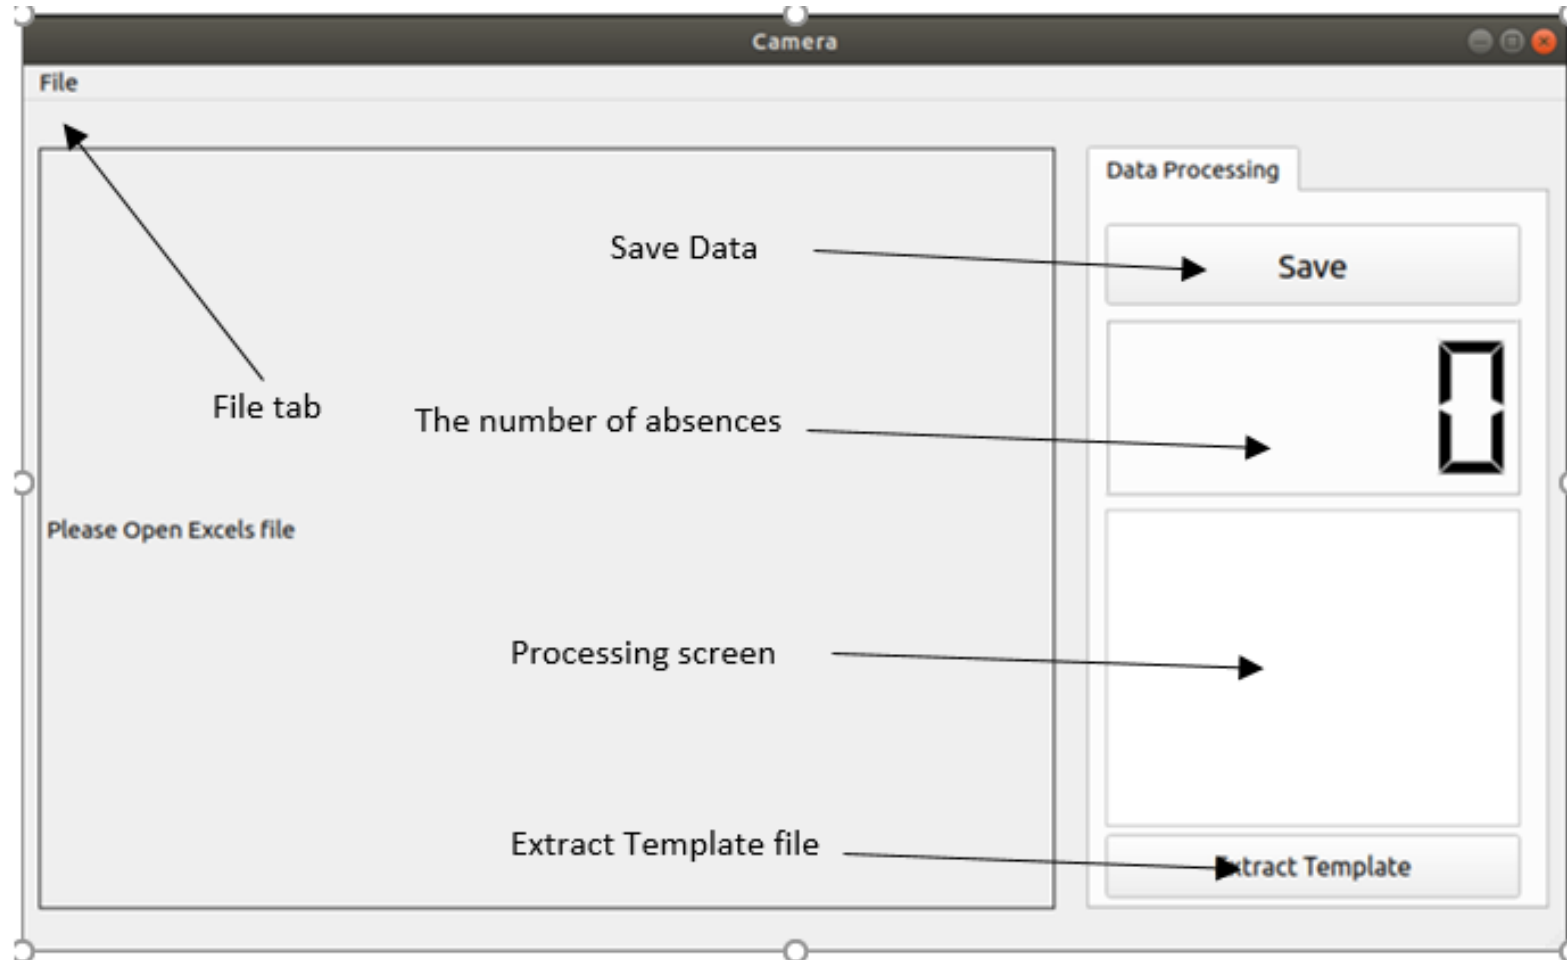 Camera
File
Data Processing
Save Data
Save
File tab
The number of absences
0
Please Open Excels file
Processing screen
Extract Template file
Extract Template